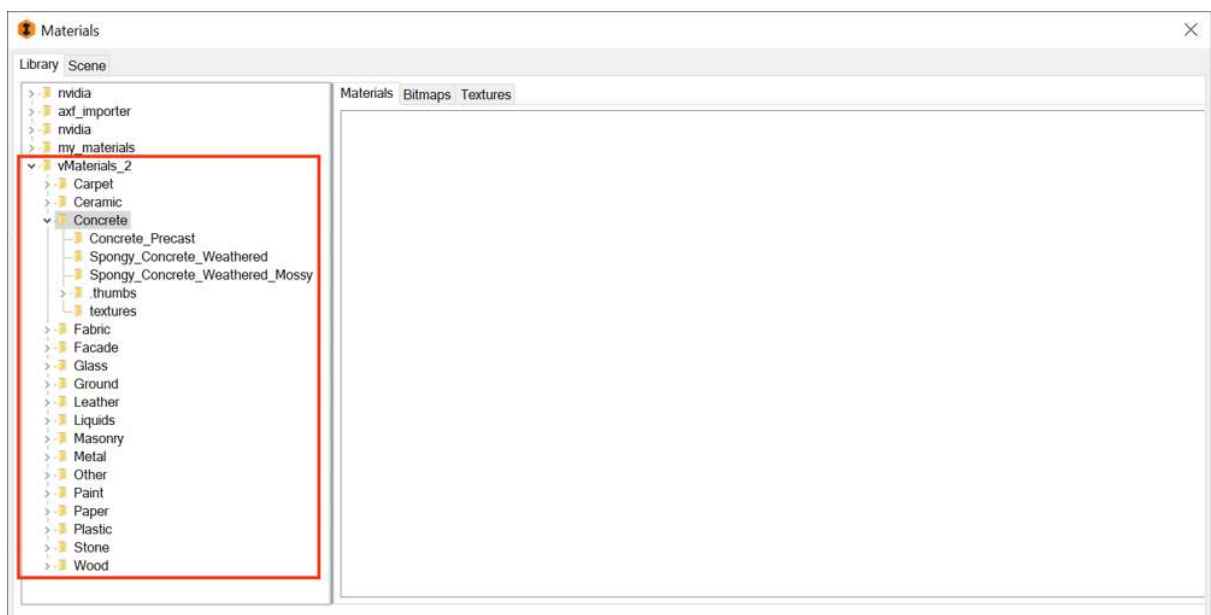 Materials
Library Scene
nvidia
axf_importer
nvidia
my_materials
vMaterials_2
Carpet
Ceramic
Concrete
Concrete_Precast
Spongy_Concrete_Weathered
Spongy_Concrete_Weathered_Mossy
.thumbs
textures
Fabric
Facade
Glass
Ground
Leather
Liquids
Masonry
Metal
Other
Paint
Paper
Plastic
Stone
Wood
Materials Bitmaps Textures